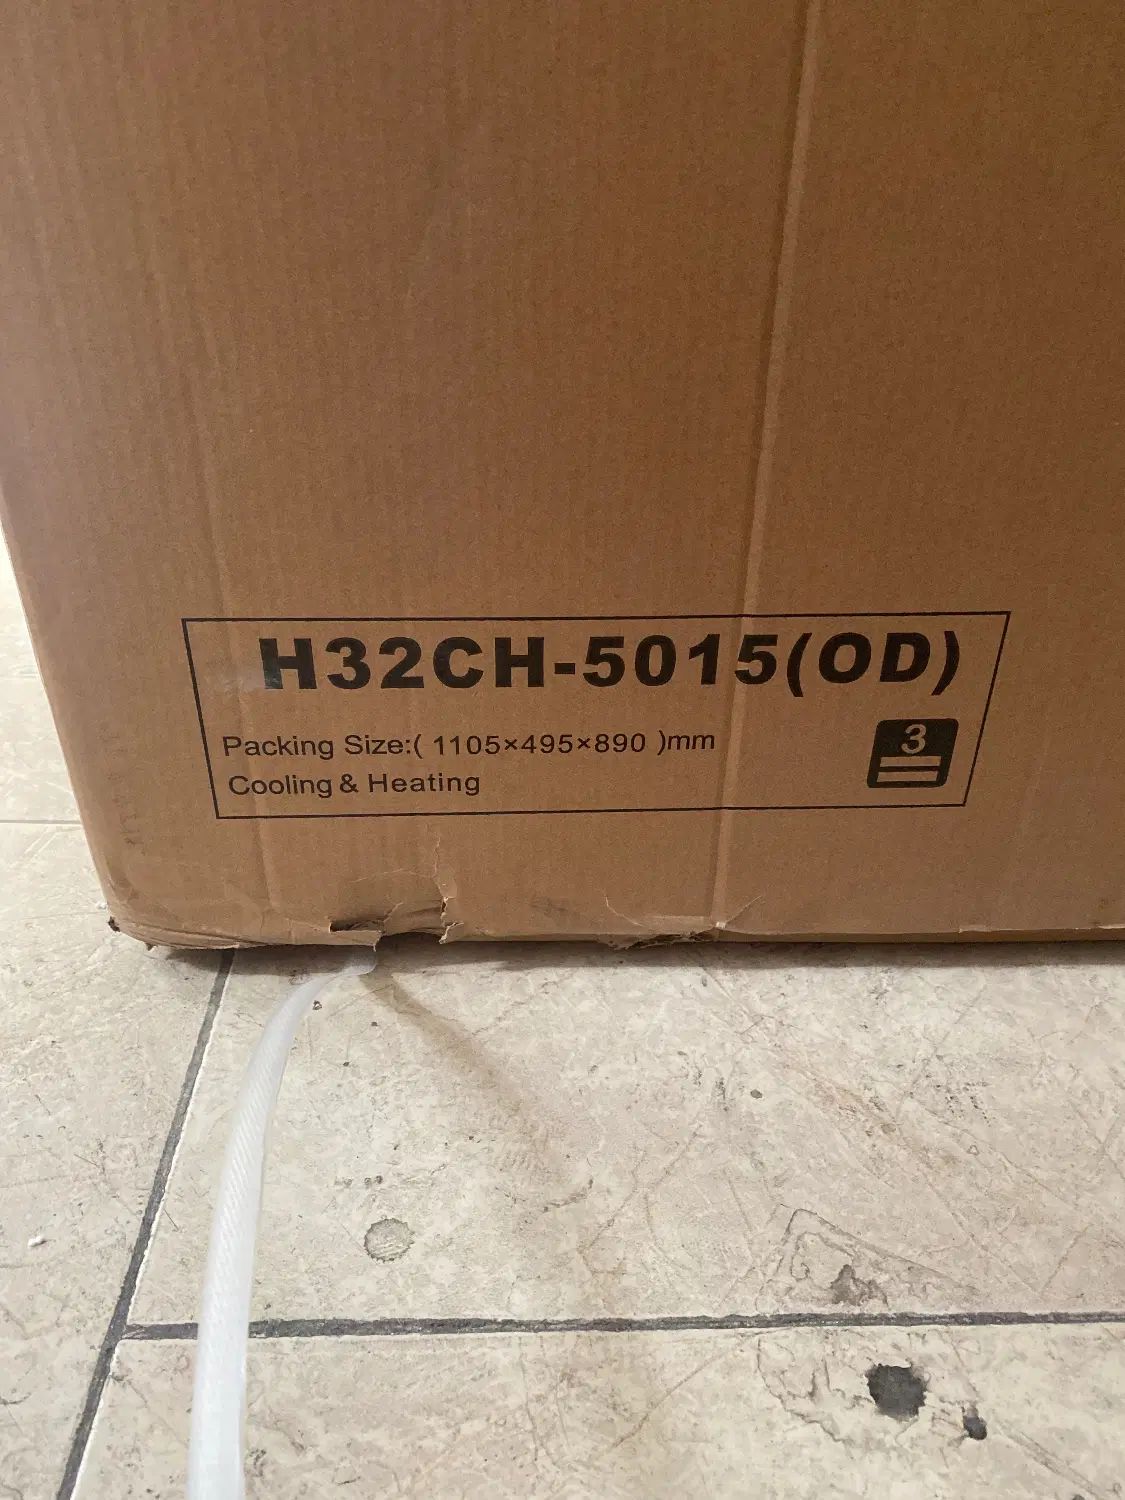 H32CH-5015(OD)
Packing Size:( 1105×495×890 )mm
3
Cooling & Heating